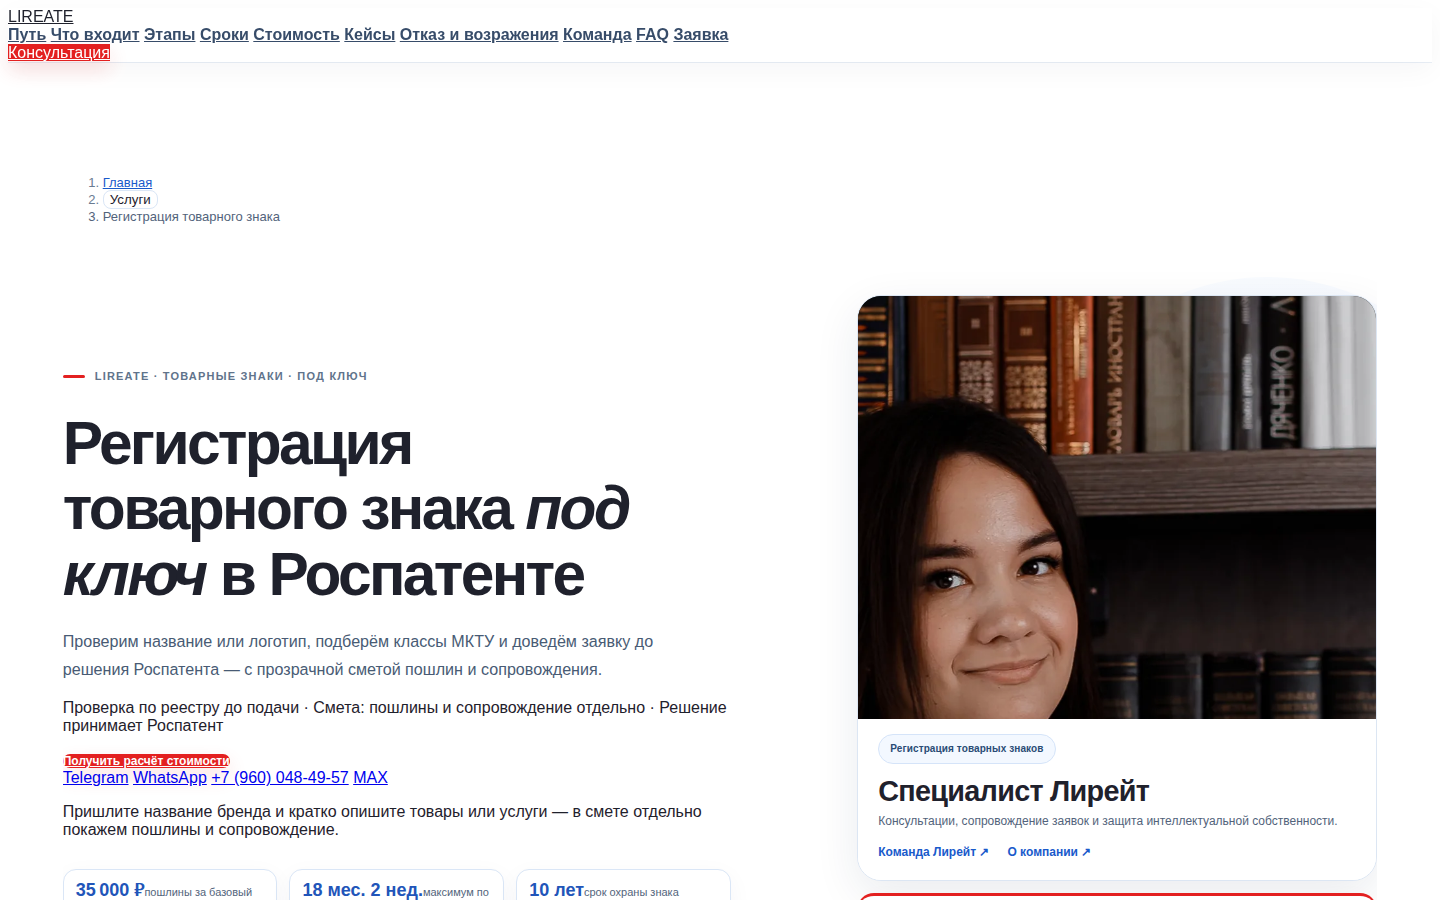 LIREATE
Путь Что входит Этапы Сроки Стоимость Кейсы Отказ и возражения Команда FAQ Заявка
Консультация
1. Главная
2. Услуги
3. Регистрация товарного знака
LIREATE · ТОВАРНЫЕ ЗНАКИ · ПОД КЛЮЧ
Регистрация
товарного знака под
ключ в Роспатенте
Проверим название или логотип, подберём классы МКТУ и доведём заявку до
решения Роспатента — с прозрачной сметой пошлин и сопровождения.
Проверка по реестру до подачи · Смета: пошлины и сопровождение отдельно · Решение
принимает Роспатент
Получить расчёт стоимости
Telegram WhatsApp +7 (960) 048-49-57 MAX
Пришлите название бренда и кратко опишите товары или услуги — в смете отдельно
покажем пошлины и сопровождение.
35 000 ₽пошлины за базовый
18 мес. 2 нед.максимум по
10 летсрок охраны знака
ДЯЧЕНКО
Регистрация товарных знаков
Специалист Лирейт
Консультации, сопровождение заявок и защита интеллектуальной собственности.
Команда Лирейт ↗ О компании ↗